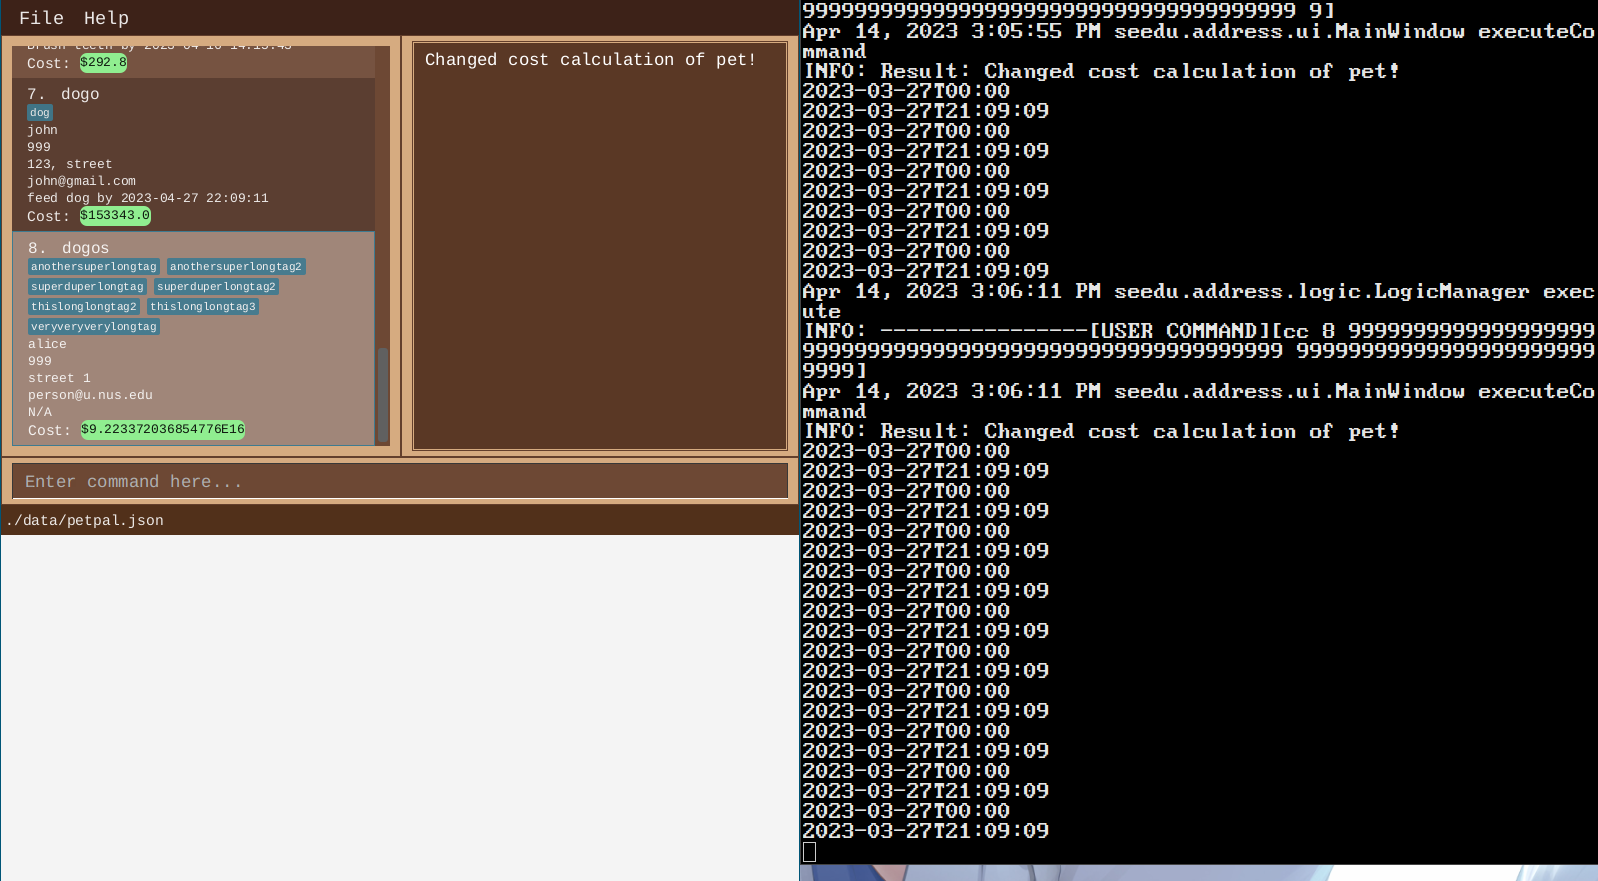 File Help
Cost: $292.8
7. dogo
dog
john
999
123, street
john@gmail.com
feed dog by 2023-04-27 22:09:11
Cost: $153343.0
8. dogos
anothersuperlongtag anothersuperlongtag2
superduperlongtag superduperlongtag2
thislonglongtag2 thislonglongtag3
veryveryverylongtag
alice
999
street 1
person@u.nus.edu
N/A
Cost: $9.223372036854776E16
Changed cost calculation of pet!
Enter command here...
./data/petpal.json
99999999999999999999999999999999999999 9]
Apr 14, 2023 3:05:55 PM seedu.address.ui.MainWindow executeCo
mmand
INFO: Result: Changed cost calculation of pet!
2023-03-27T00:00
2023-03-27T21:09:09
2023-03-27T00:00
2023-03-27T21:09:09
2023-03-27T00:00
2023-03-27T21:09:09
2023-03-27T00:00
2023-03-27T21:09:09
2023-03-27T00:00
2023-03-27T21:09:09
Apr 14, 2023 3:06:11 PM seedu.address.logic.LogicManager exec
ute
INFO: ----------------[USER COMMAND][cc 8 9999999999999999999
9999999999999999999999999999999999999 99999999999999999999999
9999]
Apr 14, 2023 3:06:11 PM seedu.address.ui.MainWindow executeCo
mmand
INFO: Result: Changed cost calculation of pet!
2023-03-27T00:00
2023-03-27T21:09:09
2023-03-27T00:00
2023-03-27T21:09:09
2023-03-27T00:00
2023-03-27T21:09:09
2023-03-27T00:00
2023-03-27T21:09:09
2023-03-27T00:00
2023-03-27T21:09:09
2023-03-27T00:00
2023-03-27T21:09:09
2023-03-27T00:00
2023-03-27T21:09:09
2023-03-27T00:00
2023-03-27T21:09:09
2023-03-27T00:00
2023-03-27T21:09:09
2023-03-27T00:00
2023-03-27T21:09:09